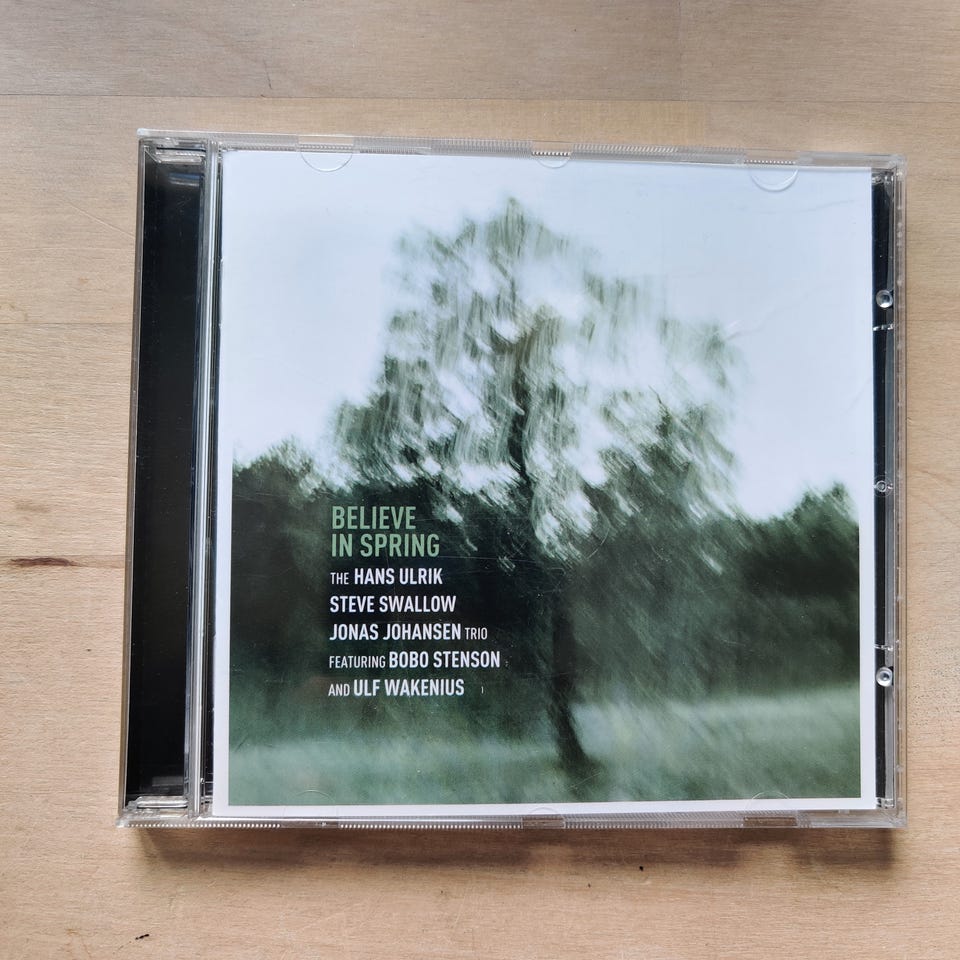 BELIEVE
IN SPRING
THE HANS ULRIK
STEVE SWALLOW
JONAS JOHANSEN TRIO
FEATURING BOBO STENSON
AND ULF WAKENIUS